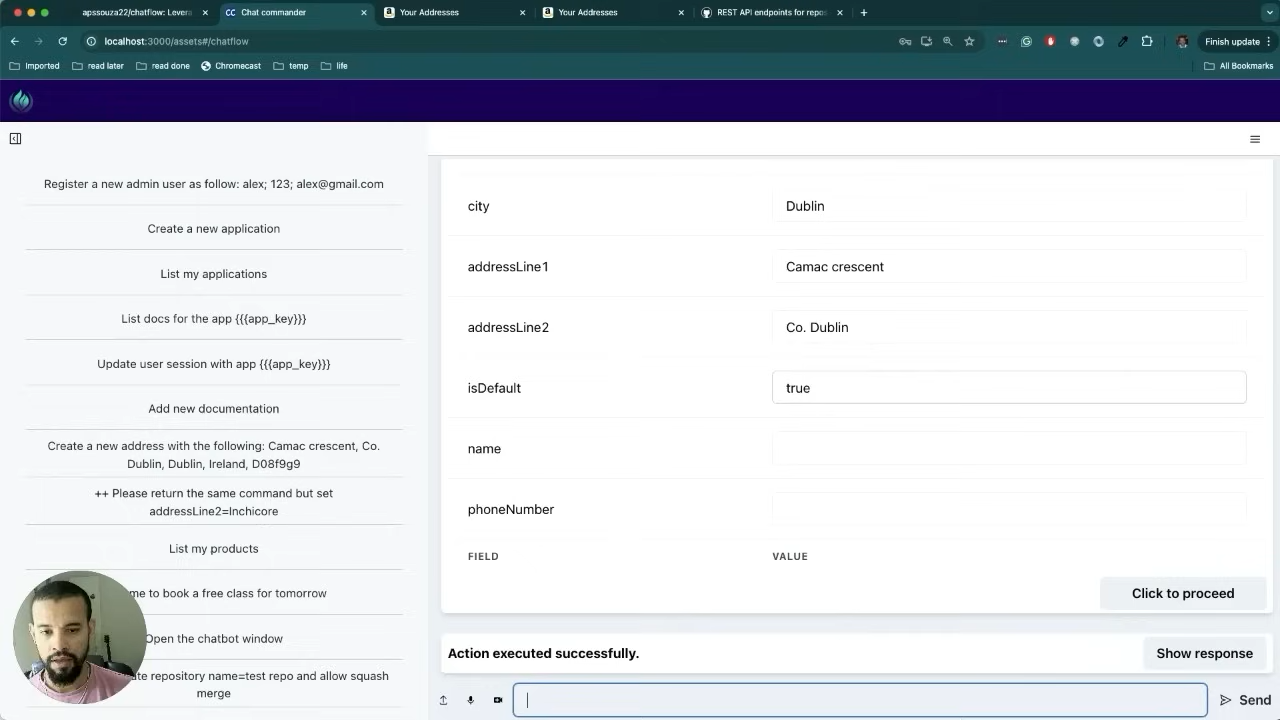 appsouza22/chatflow: Levera
Chat commander
Your Addresses
Your Addresses
REST API endpoints for repos
localhost:3000/assets#/chatflow
Finish update
Imported
read later
read done
Chromecast
temp
life
All Bookmarks
Register a new admin user as follow: alex; 123; alex@gmail.com
Create a new application
List my applications
List docs for the app {{{app_key}}}
Update user session with app {{{app_key}}}
Add new documentation
Create a new address with the following: Camac crescent, Co.
Dublin, Dublin, Ireland, D08f9g9
++ Please return the same command but set
addressLine2=Inchicore
List my products
me to book a free class for tomorrow
Open the chatbot window
repository name=test repo and allow squash
merge
city
Dublin
addressLine1
Camac crescent
addressLine2
Co. Dublin
isDefault
true
name
phoneNumber
FIELD
VALUE
Click to proceed
Action executed successfully.
Show response
Send